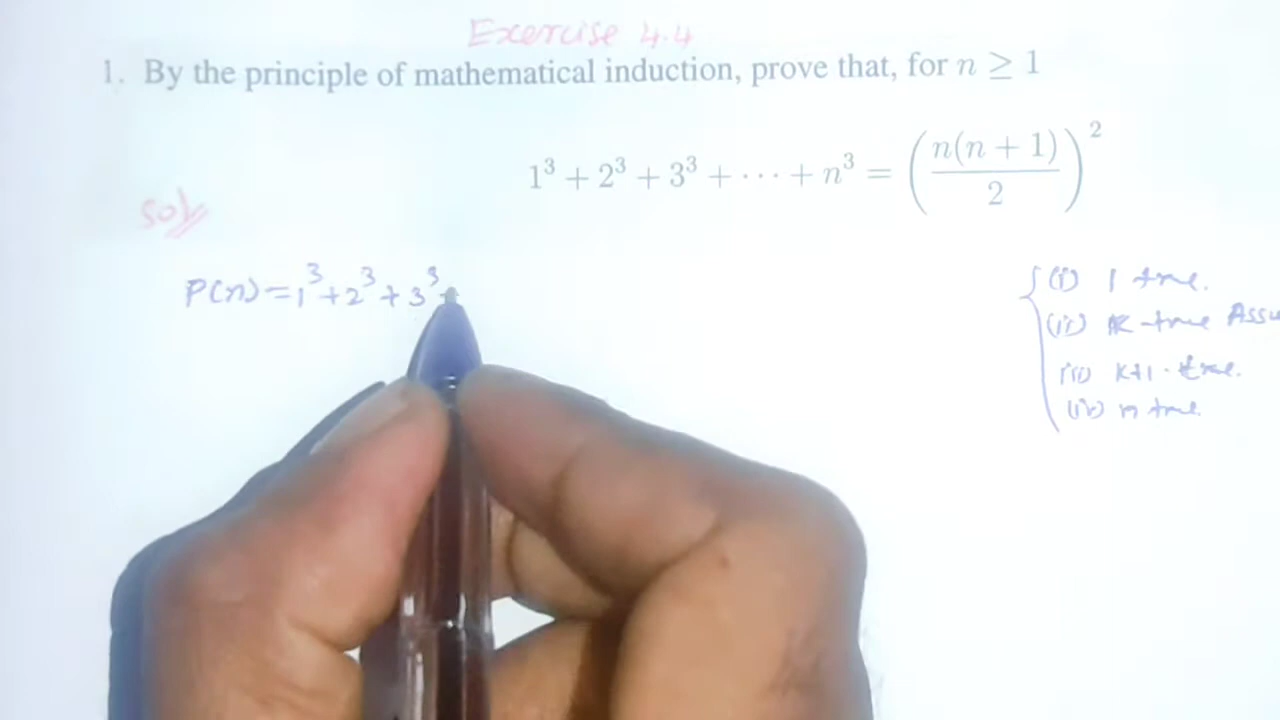 Exercise 4.4
1. By the principle of mathematical induction, prove that, for n ≥ 1
1³ + 2³ + 3³ + ··· + n³ = (n(n + 1)/2)²
Sol
P(n) = 1³ + 2³ + 3³ +
(i) 1 true.
(ii) K true Assu
(iii) K+1 · true.
(iv) n true.